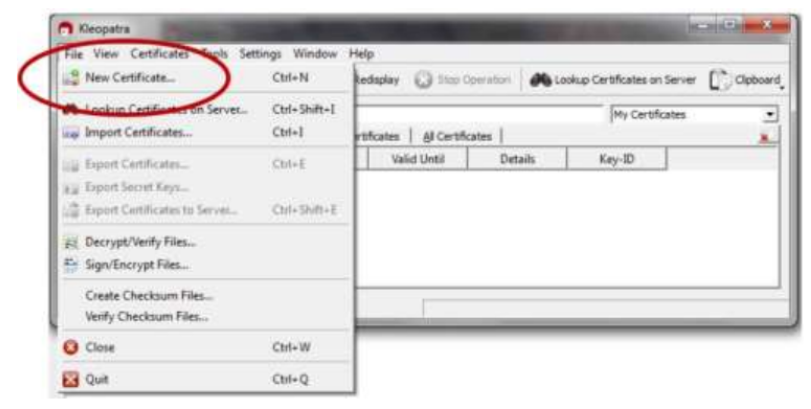 Kleopatra
File View Certificates Tools Settings Window Help
New Certificate... Ctrl+N
Redisplay Stop Operation Lookup Certificates on Server Clipboard
Lookup Certificates on Server... Ctrl+Shift+I
Import Certificates... Ctrl+I
My Certificates
All Certificates
Export Certificates... Ctrl+E
Valid Until Details Key-ID
Export Secret Keys...
Export Certificates to Server... Ctrl+Shift+E
Decrypt/Verify Files...
Sign/Encrypt Files...
Create Checksum Files...
Verify Checksum Files...
Close Ctrl+W
Quit Ctrl+Q